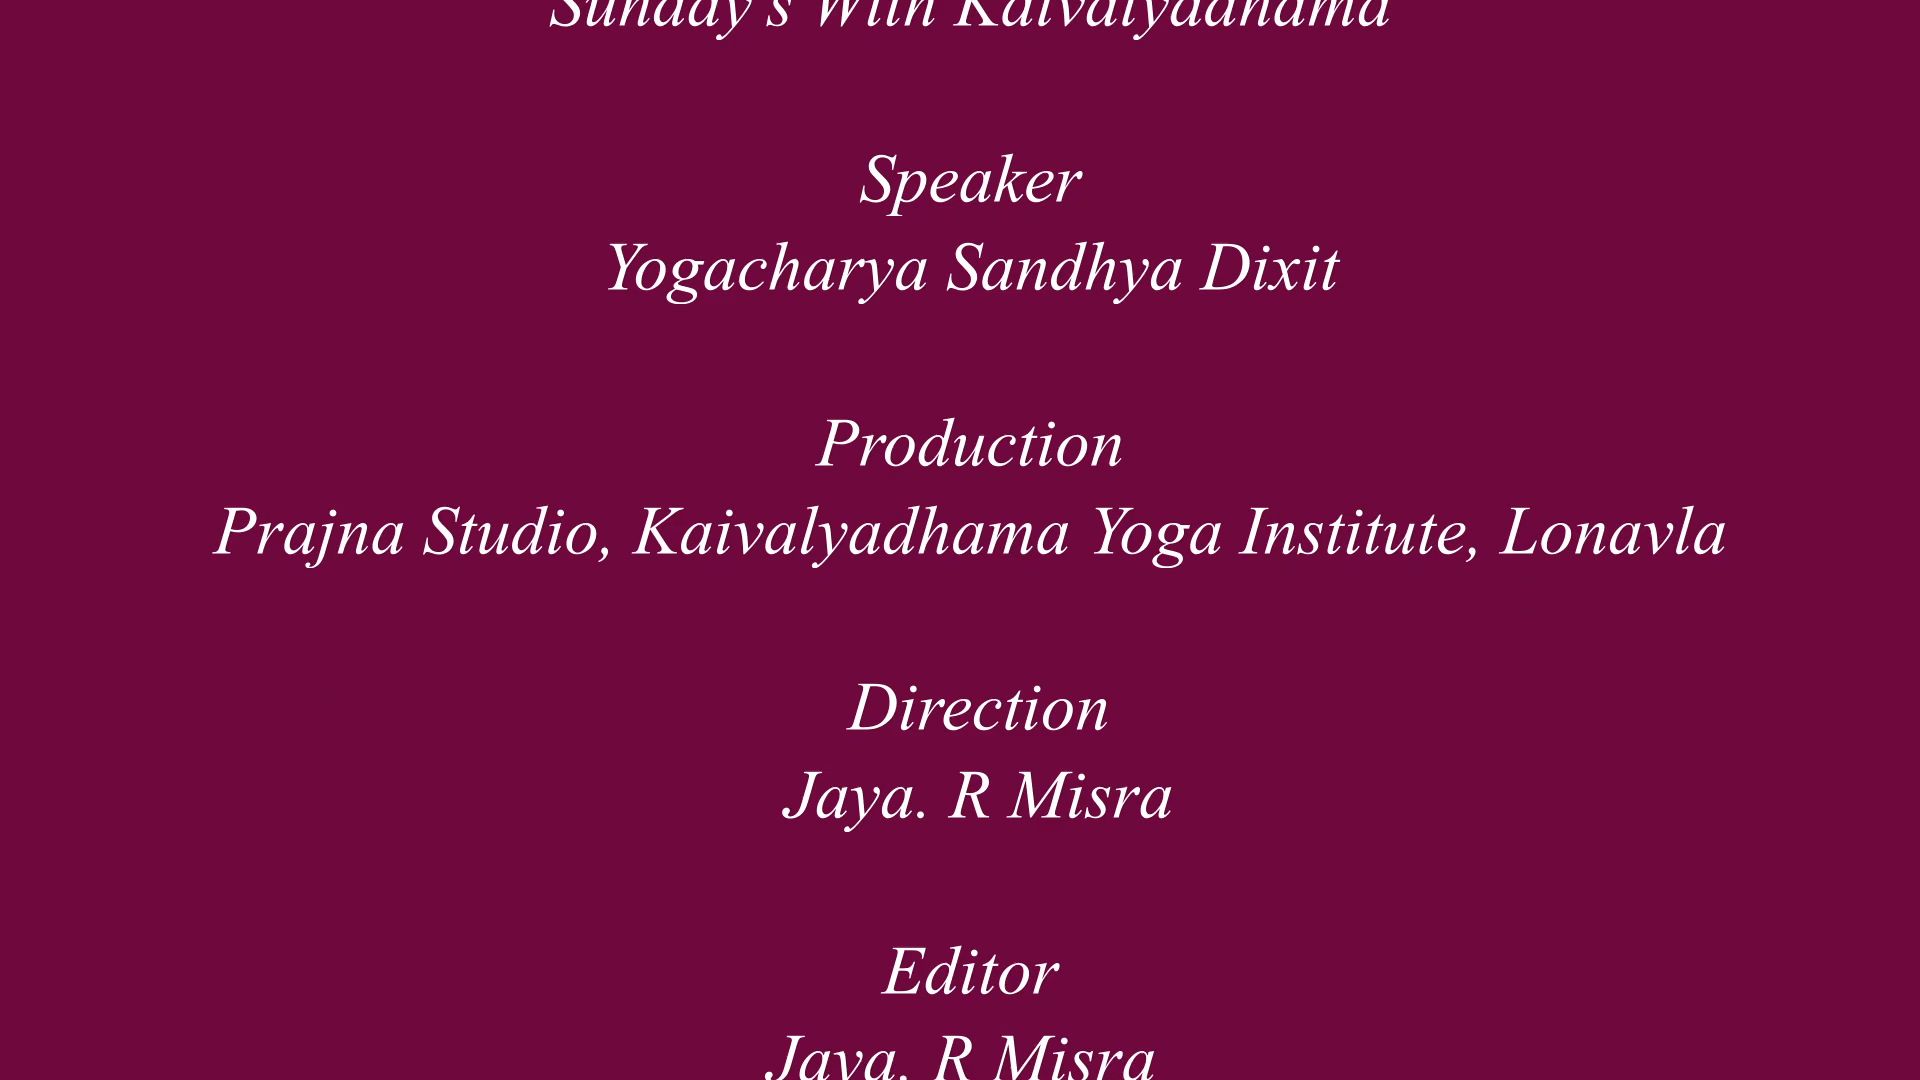 Sunday's With Kaivalyadhama
Speaker
Yogacharya Sandhya Dixit
Production
Prajna Studio, Kaivalyadhama Yoga Institute, Lonavla
Direction
Jaya. R Misra
Editor
Jaya. R Misra